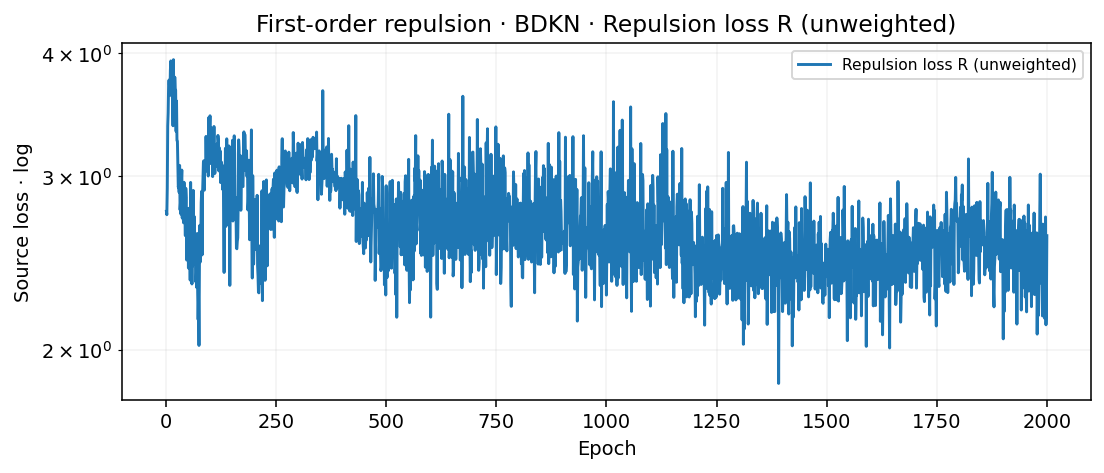 First-order repulsion · BDKN · Repulsion loss R (unweighted)
Repulsion loss R (unweighted)
Source loss · log
4 × 10⁰
3 × 10⁰
2 × 10⁰
0 250 500 750 1000 1250 1500 1750 2000
Epoch